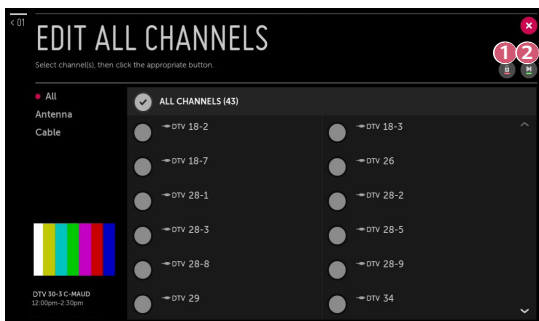 < 01
EDIT ALL CHANNELS
Select channel(s), then click the appropriate button.
1 2
All
Antenna
Cable
ALL CHANNELS (43)
DTV 18-2
DTV 18-3
DTV 18-7
DTV 26
DTV 28-1
DTV 28-2
DTV 28-3
DTV 28-5
DTV 28-8
DTV 28-9
DTV 29
DTV 34
DTV 30-3 C-MAUD
12:00pm-2:30pm